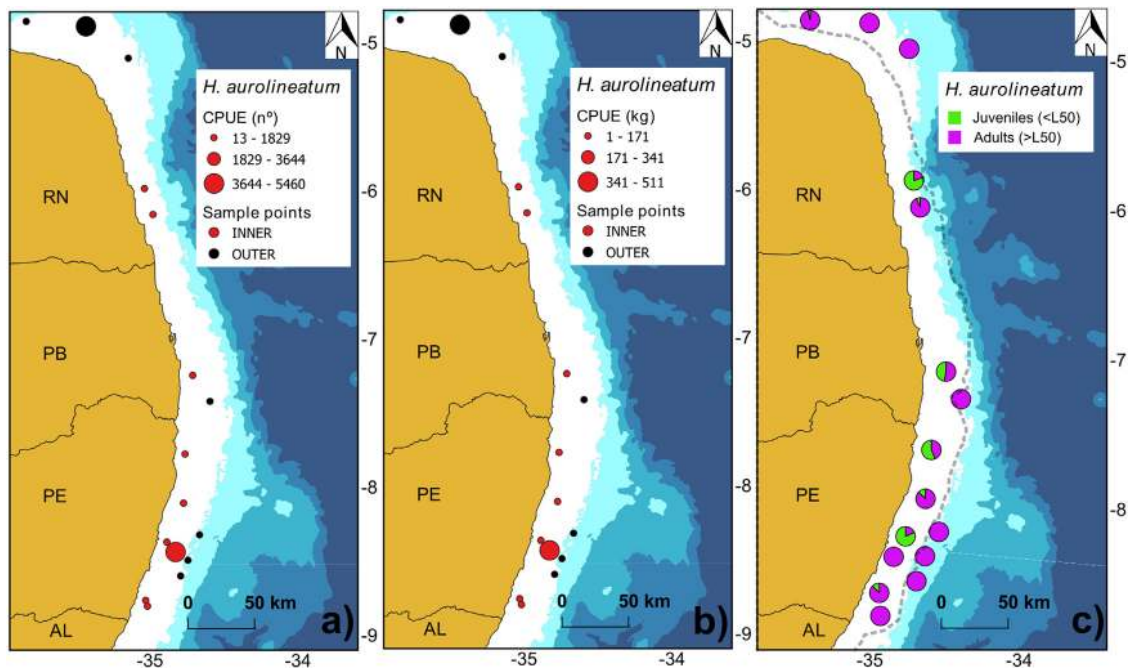 N
H. aurolineatum
CPUE (nº)
13 - 1829
1829 - 3644
3644 - 5460
Sample points
INNER
OUTER
RN
PB
PE
AL
0 50 km
a)
-35 -34
-5
-6
-7
-8
-9
N
H. aurolineatum
CPUE (kg)
1 - 171
171 - 341
341 - 511
Sample points
INNER
OUTER
RN
PB
PE
AL
0 50 km
b)
-35 -34
-5
-6
-7
-8
-9
N
H. aurolineatum
Juveniles (<L50)
Adults (>L50)
RN
PB
PE
AL
0 50 km
c)
-35 -34
-5
-6
-7
-8